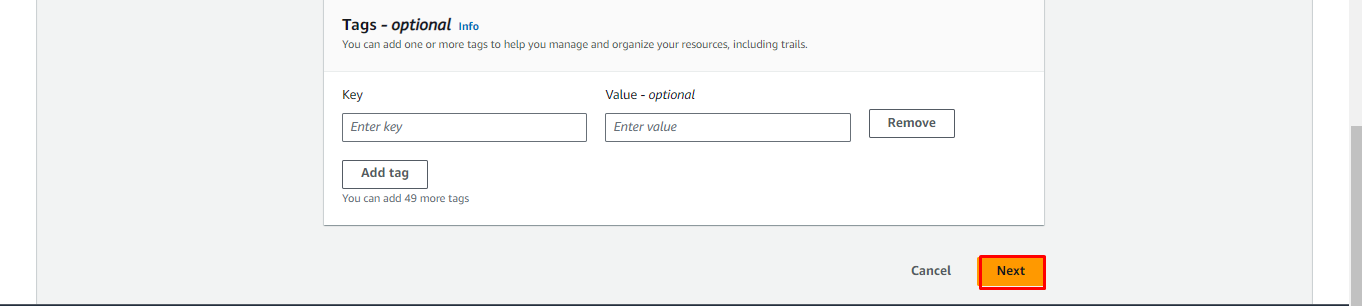 Tags - optional Info
You can add one or more tags to help you manage and organize your resources, including trails.
Key Value - optional
Enter key Enter value Remove
Add tag
You can add 49 more tags
Cancel Next